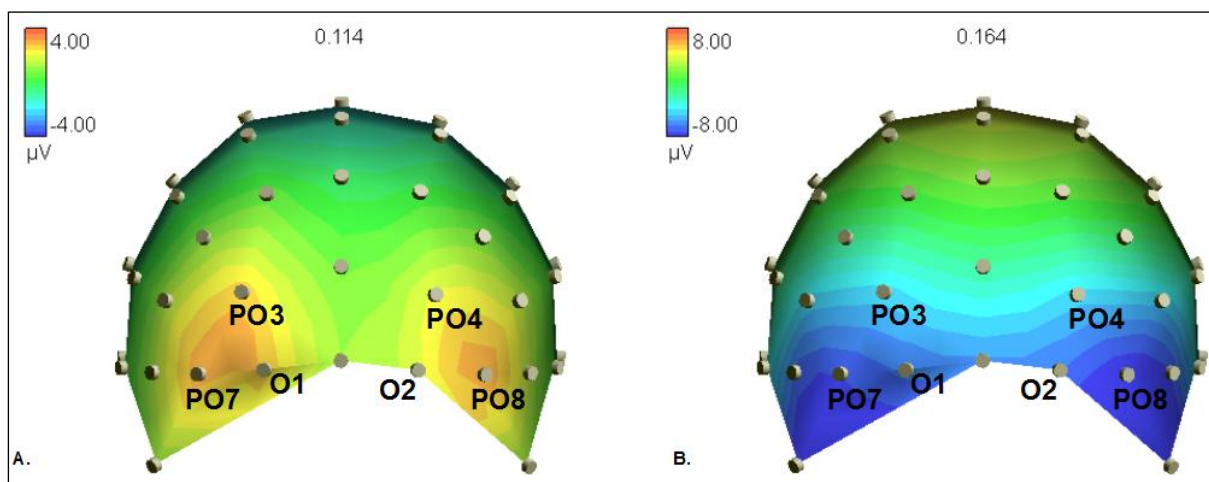 4.00
-4.00
µV
0.114
PO3
PO4
PO7
O1
O2
PO8
A.
8.00
-8.00
µV
0.164
PO3
PO4
PO7
O1
O2
PO8
B.